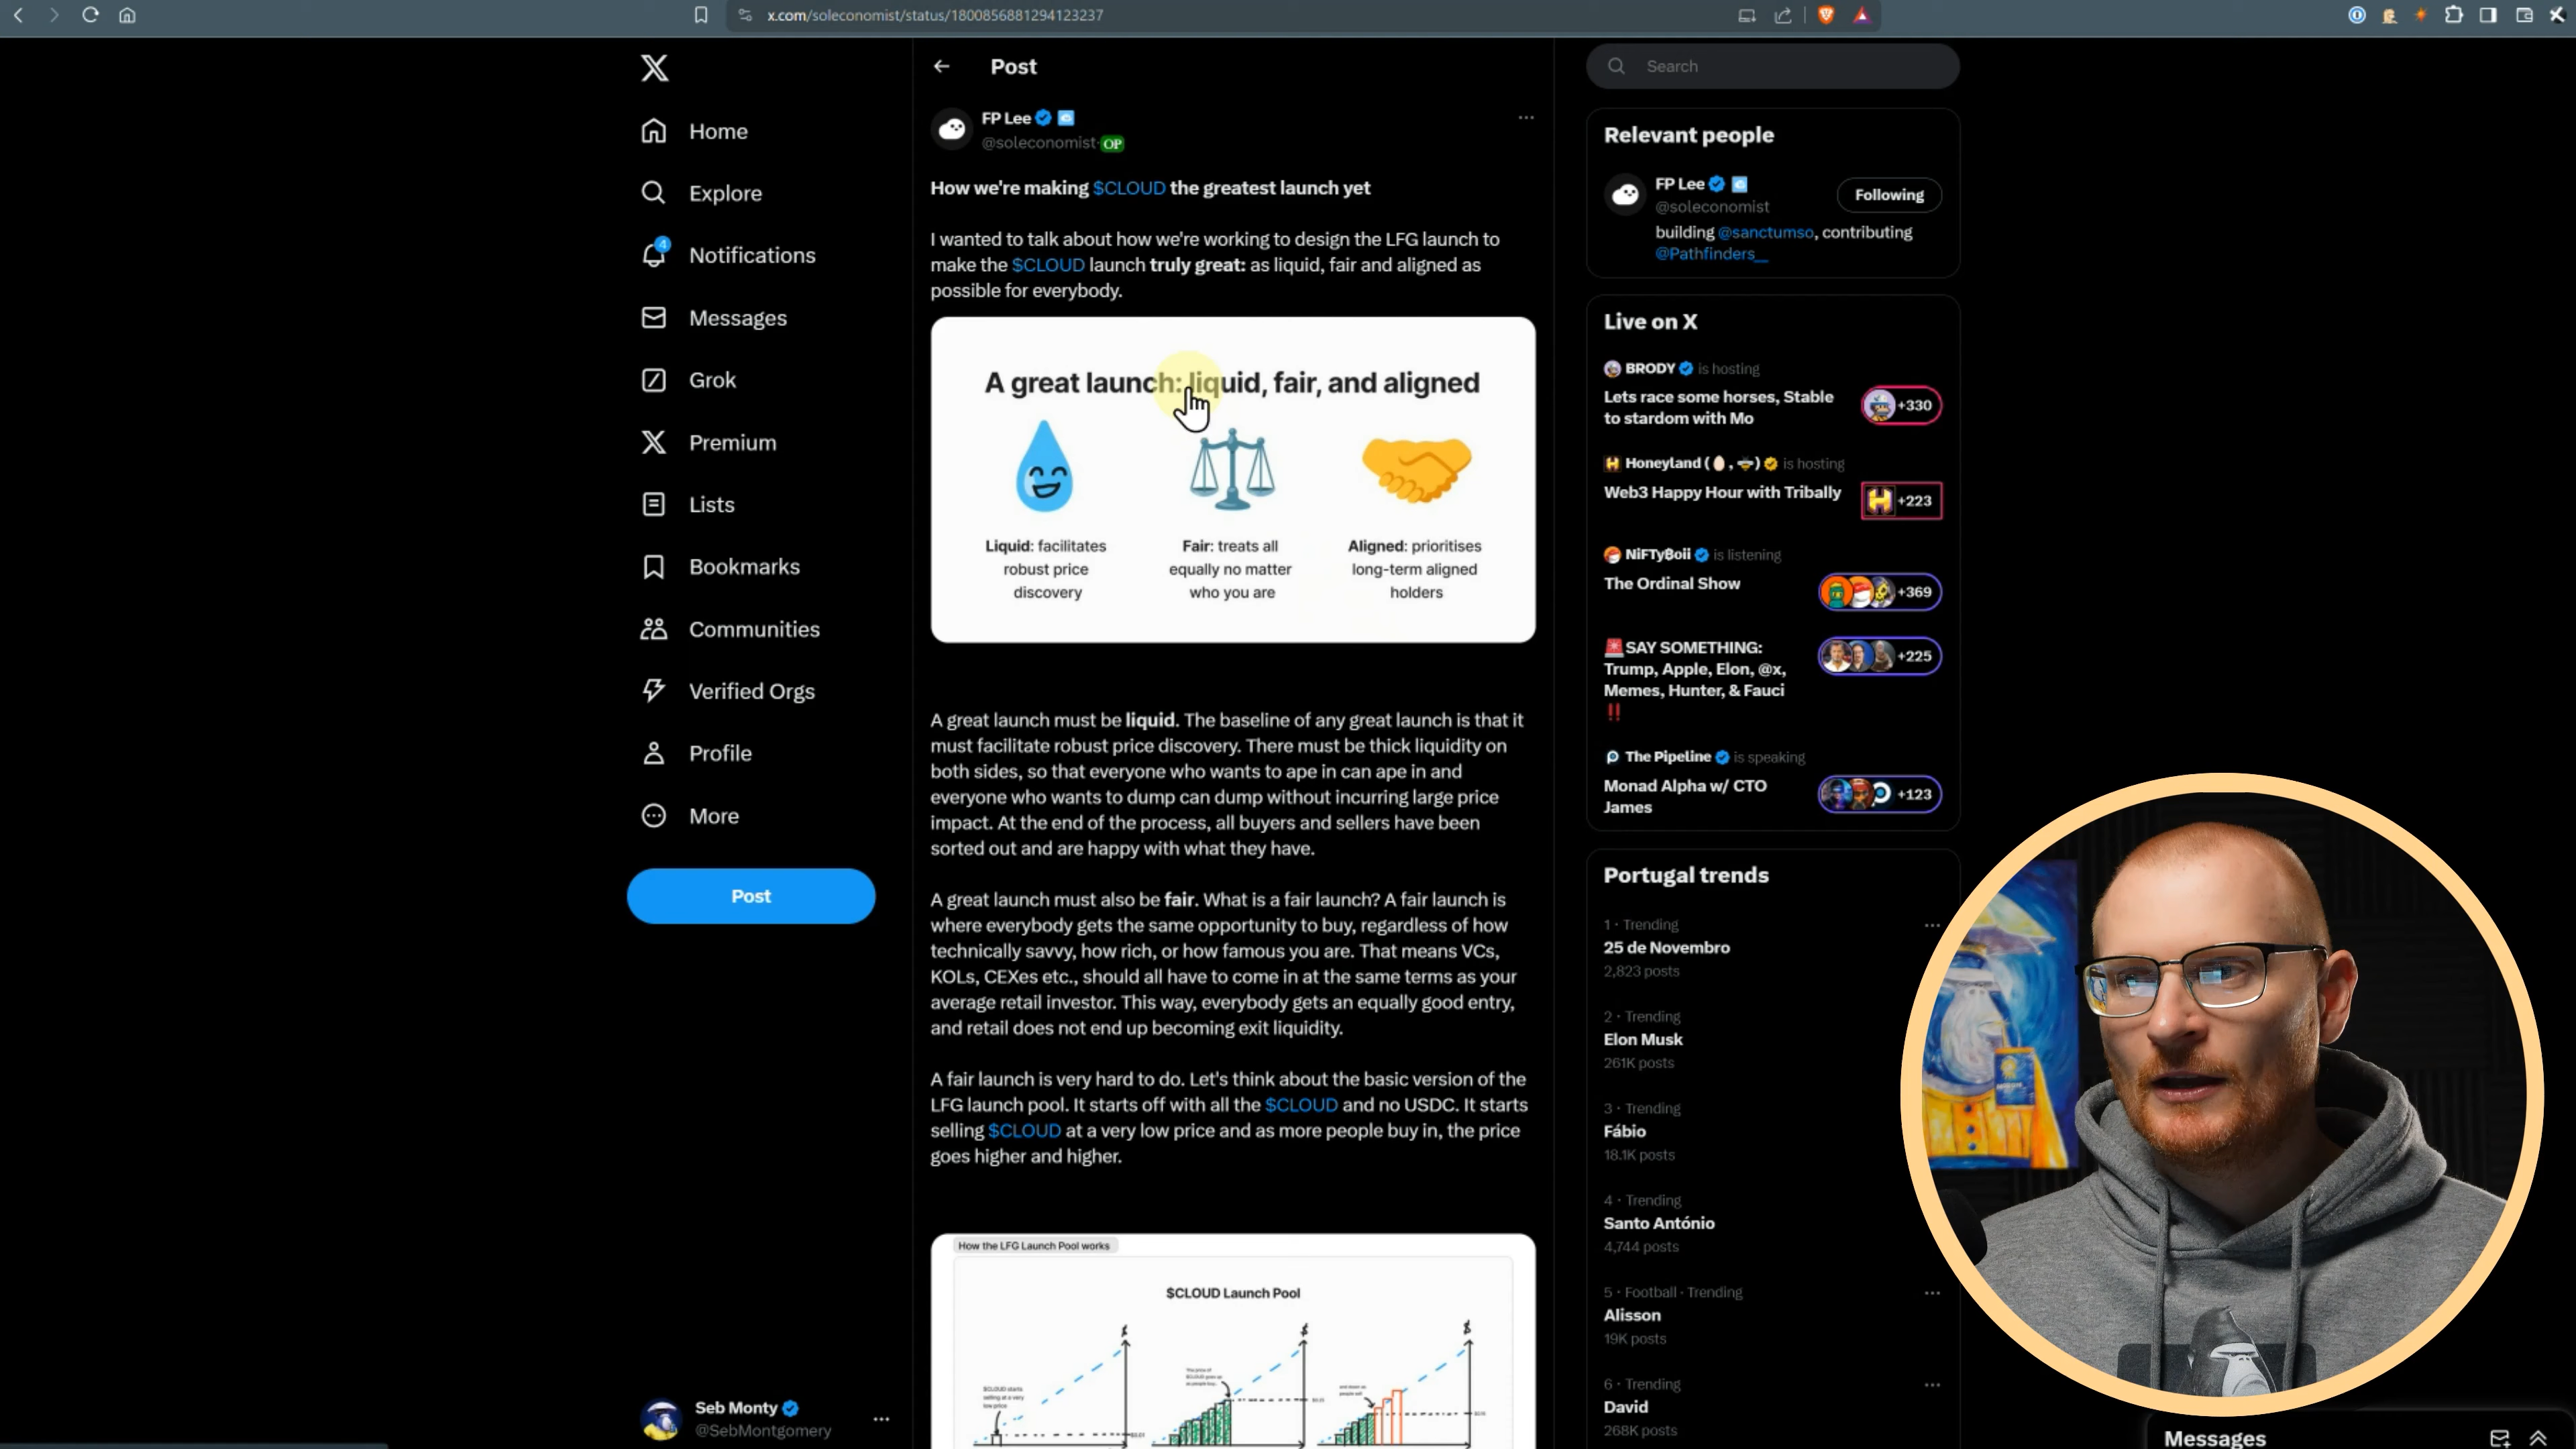 x.com/soleconomist/status/1800856881294123237
Home
Explore
4
Notifications
Messages
Grok
Premium
Lists
Bookmarks
Communities
Verified Orgs
Profile
More
Post
Seb Monty
@SebMontgomery
Post
FP Lee
@soleconomist· OP
How we're making $CLOUD the greatest launch yet
I wanted to talk about how we're working to design the LFG launch to
make the $CLOUD launch truly great: as liquid, fair and aligned as
possible for everybody.
A great launch: liquid, fair, and aligned
Liquid: facilitates
robust price
discovery
Fair: treats all
equally no matter
who you are
Aligned: prioritises
long-term aligned
holders
A great launch must be liquid. The baseline of any great launch is that it
must facilitate robust price discovery. There must be thick liquidity on
both sides, so that everyone who wants to ape in can ape in and
everyone who wants to dump can dump without incurring large price
impact. At the end of the process, all buyers and sellers have been
sorted out and are happy with what they have.
A great launch must also be fair. What is a fair launch? A fair launch is
where everybody gets the same opportunity to buy, regardless of how
technically savvy, how rich, or how famous you are. That means VCs,
KOLs, CEXes etc., should all have to come in at the same terms as your
average retail investor. This way, everybody gets an equally good entry,
and retail does not end up becoming exit liquidity.
A fair launch is very hard to do. Let's think about the basic version of the
LFG launch pool. It starts off with all the $CLOUD and no USDC. It starts
selling $CLOUD at a very low price and as more people buy in, the price
goes higher and higher.
How the LFG Launch Pool works
$CLOUD Launch Pool
$
$
$
$CLOUD starts
selling at a very
low price
Search
Relevant people
FP Lee
@soleconomist
Following
building @sanctumso, contributing
@Pathfinders__
Live on X
BRODY is hosting
Lets race some horses, Stable
to stardom with Mo
+330
Honeyland (🥚, 🐝) is hosting
Web3 Happy Hour with Tribally
+223
NiFTy₿oii is listening
The Ordinal Show
+369
🚨SAY SOMETHING:
Trump, Apple, Elon, @x,
Memes, Hunter, & Fauci
‼️
+225
The Pipeline is speaking
Monad Alpha w/ CTO
James
+123
Portugal trends
1 · Trending
25 de Novembro
2,823 posts
2 · Trending
Elon Musk
261K posts
3 · Trending
Fábio
18.1K posts
4 · Trending
Santo António
4,744 posts
5 · Football · Trending
Alisson
19K posts
6 · Trending
David
268K posts
Messages